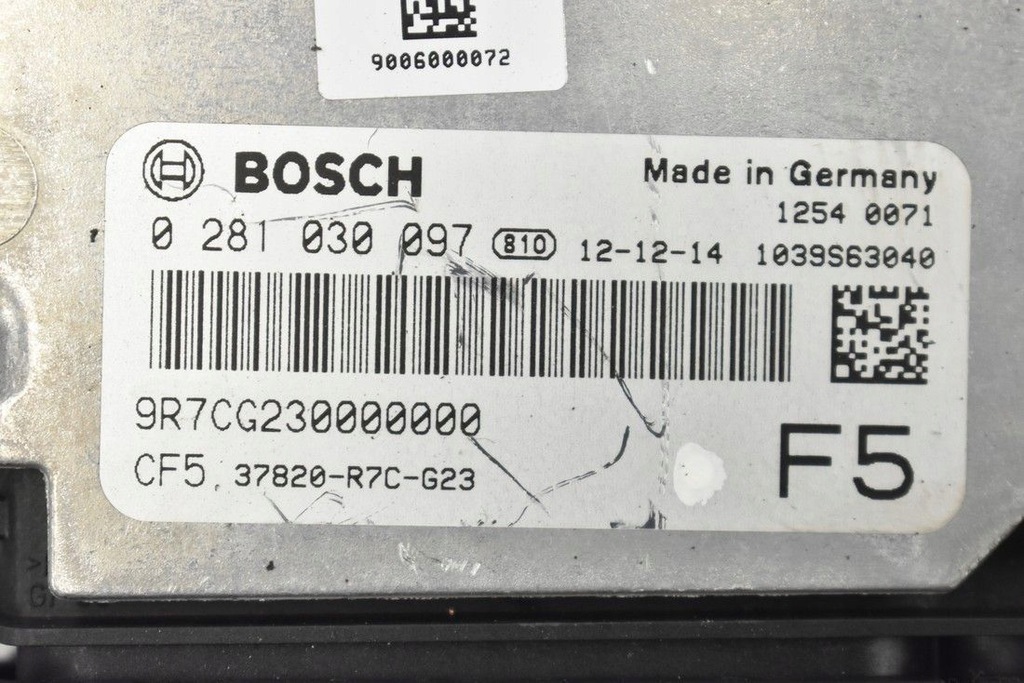 9006000072
BOSCH
Made in Germany
1254 0071
0 281 030 097 810 12-12-14 1039S63040
9R7CG230000000
CF5. 37820-R7C-G23
F5